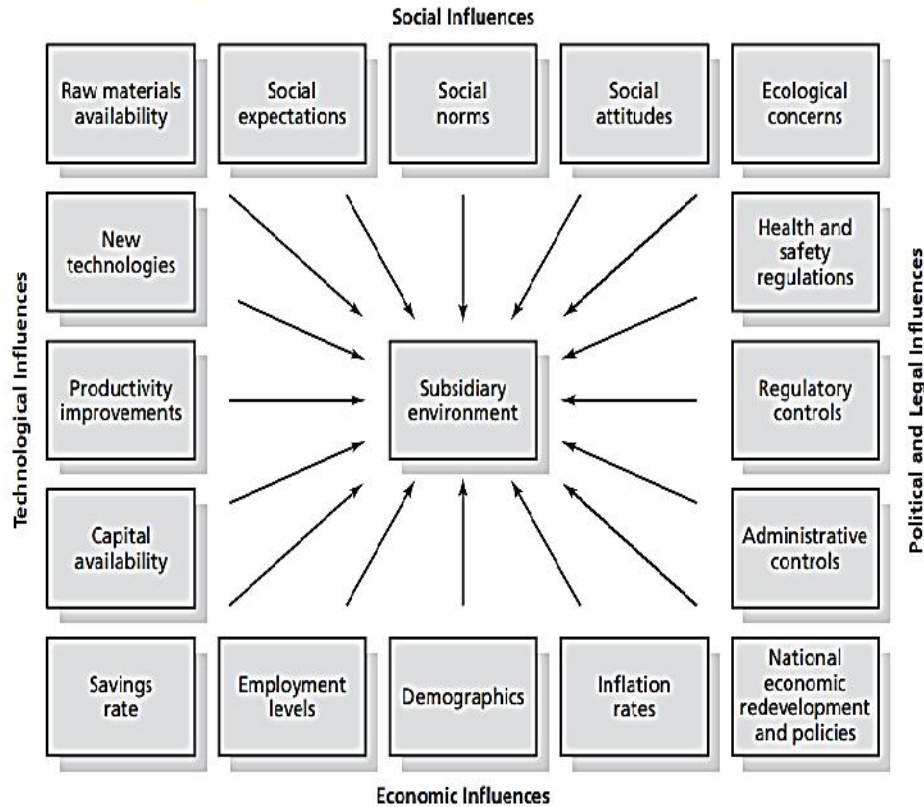 Social Influences
Raw materials
availability
Social
expectations
Social
norms
Social
attitudes
Ecological
concerns
Technological Influences
New
technologies
Health and
safety
regulations
Political and Legal Influences
Productivity
improvements
Subsidiary
environment
Regulatory
controls
Capital
availability
Administrative
controls
Savings
rate
Employment
levels
Demographics
Inflation
rates
National
economic
redevelopment
and policies
Economic Influences